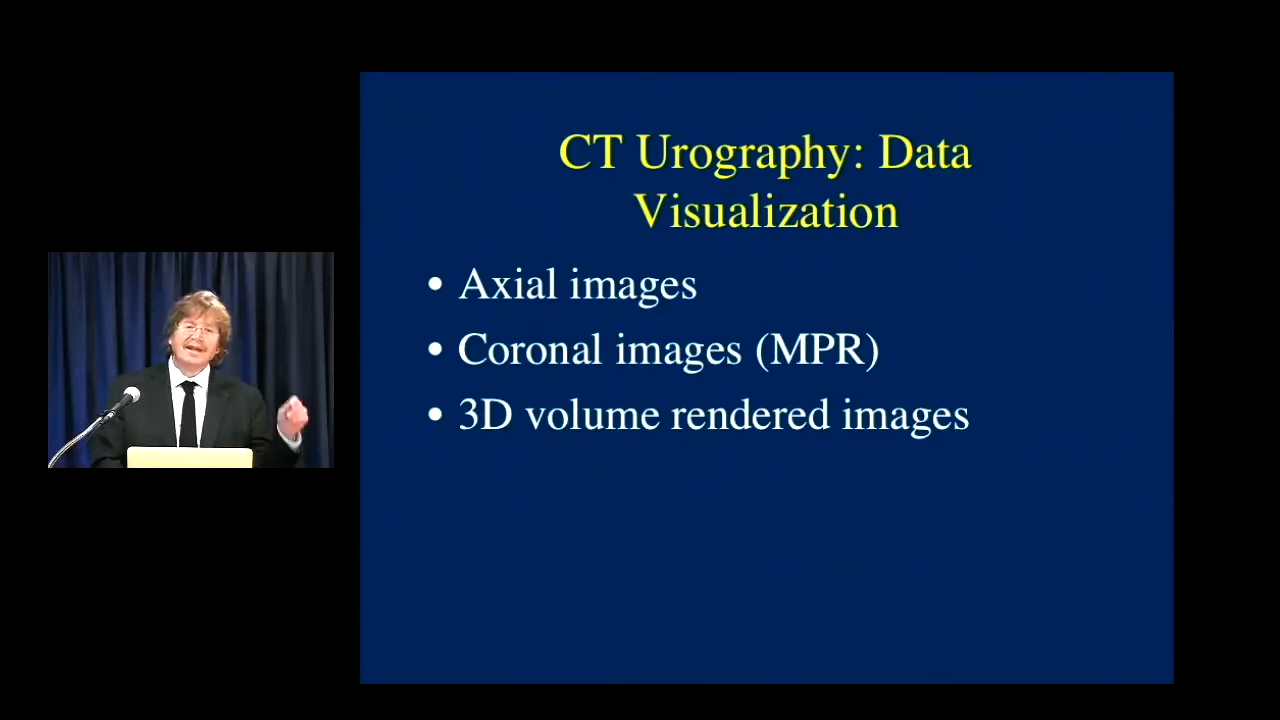 CT Urography: Data
Visualization
• Axial images
• Coronal images (MPR)
• 3D volume rendered images